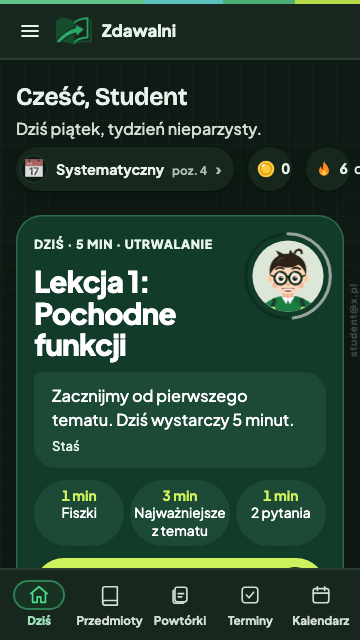 Zdawalni
Cześć, Student
Dziś piątek, tydzień nieparzysty.
Systematyczny poz. 4 ›
0
6
DZIŚ · 5 MIN · UTRWALANIE
Lekcja 1:
Pochodne
funkcji
student@x.pl
Zacznijmy od pierwszego
tematu. Dziś wystarczy 5 minut.
Staś
1 min
Fiszki
3 min
Najważniejsze
z tematu
1 min
2 pytania
Dziś
Przedmioty
Powtórki
Terminy
Kalendarz